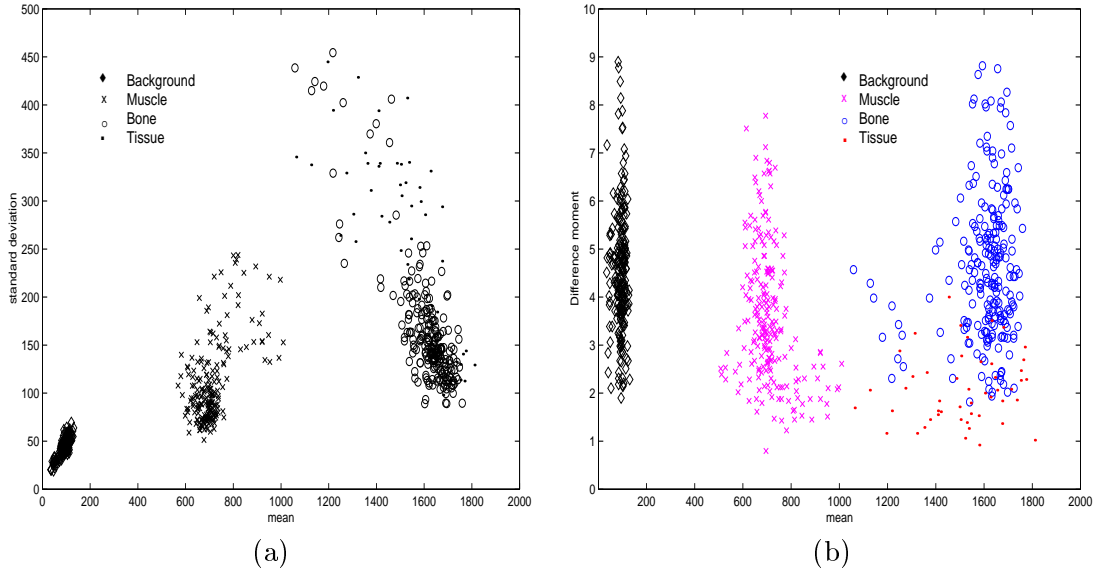 500
450
400
350
300
250
200
150
100
50
0
standard deviation
Background
Muscle
Bone
Tissue
0 200 400 600 800 1000 1200 1400 1600 1800 2000
mean
(a)
10
9
8
7
6
5
4
3
2
1
0
Difference moment
Background
Muscle
Bone
Tissue
200 400 600 800 1000 1200 1400 1600 1800 2000
mean
(b)